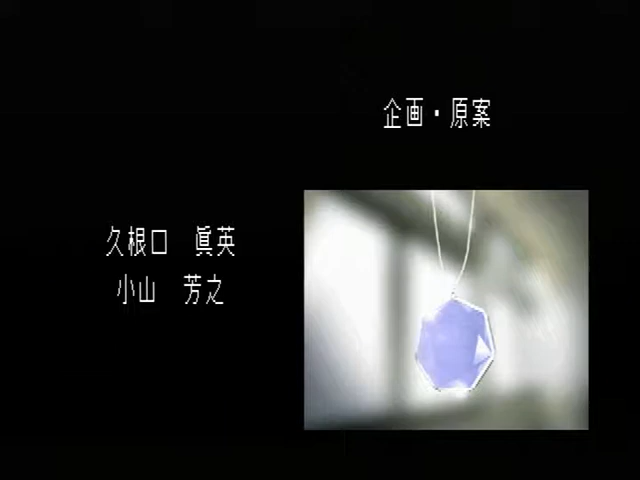 企画・原案
久根口　眞英
小山　芳之